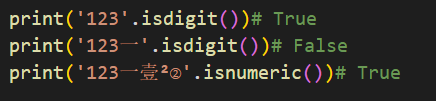 print('123'.isdigit())# True
print('123一'.isdigit())# False
print('123一壹²②'.isnumeric())# True